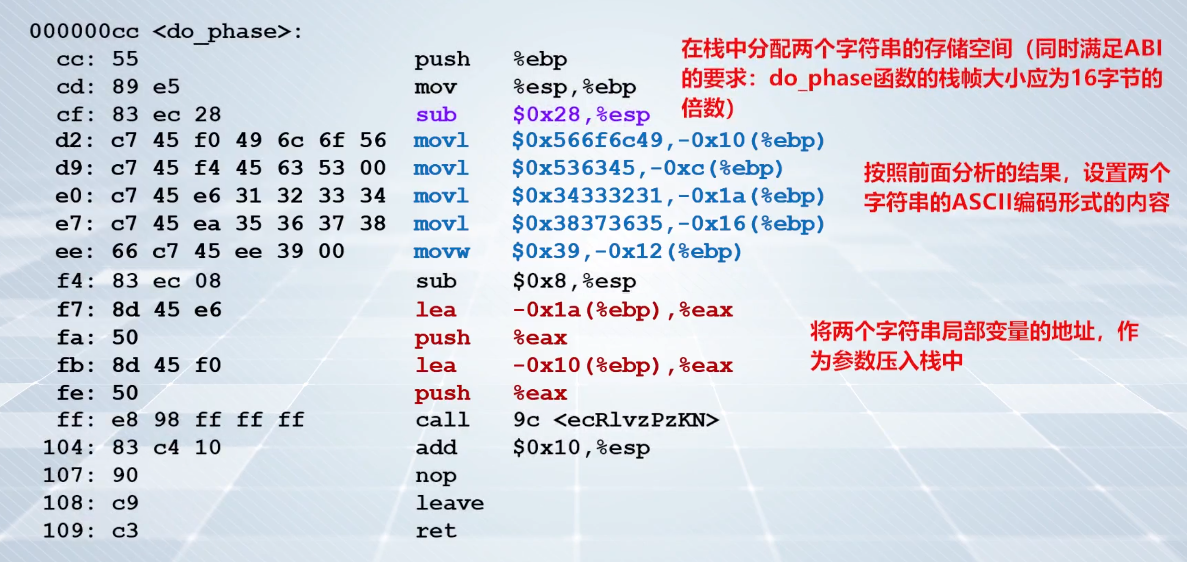 000000cc <do_phase>:
cc: 55 push %ebp
cd: 89 e5 mov %esp,%ebp
cf: 83 ec 28 sub $0x28,%esp
d2: c7 45 f0 49 6c 6f 56 movl $0x566f6c49,-0x10(%ebp)
d9: c7 45 f4 45 63 53 00 movl $0x536345,-0xc(%ebp)
e0: c7 45 e6 31 32 33 34 movl $0x34333231,-0x1a(%ebp)
e7: c7 45 ea 35 36 37 38 movl $0x38373635,-0x16(%ebp)
ee: 66 c7 45 ee 39 00 movw $0x39,-0x12(%ebp)
f4: 83 ec 08 sub $0x8,%esp
f7: 8d 45 e6 lea -0x1a(%ebp),%eax
fa: 50 push %eax
fb: 8d 45 f0 lea -0x10(%ebp),%eax
fe: 50 push %eax
ff: e8 98 ff ff ff call 9c <ecRlvzPzKN>
104: 83 c4 10 add $0x10,%esp
107: 90 nop
108: c9 leave
109: c3 ret
在栈中分配两个字符串的存储空间（同时满足ABI
的要求：do_phase函数的栈帧大小应为16字节的
倍数）
按照前面分析的结果，设置两个
字符串的ASCII编码形式的内容
将两个字符串局部变量的地址，作
为参数压入栈中